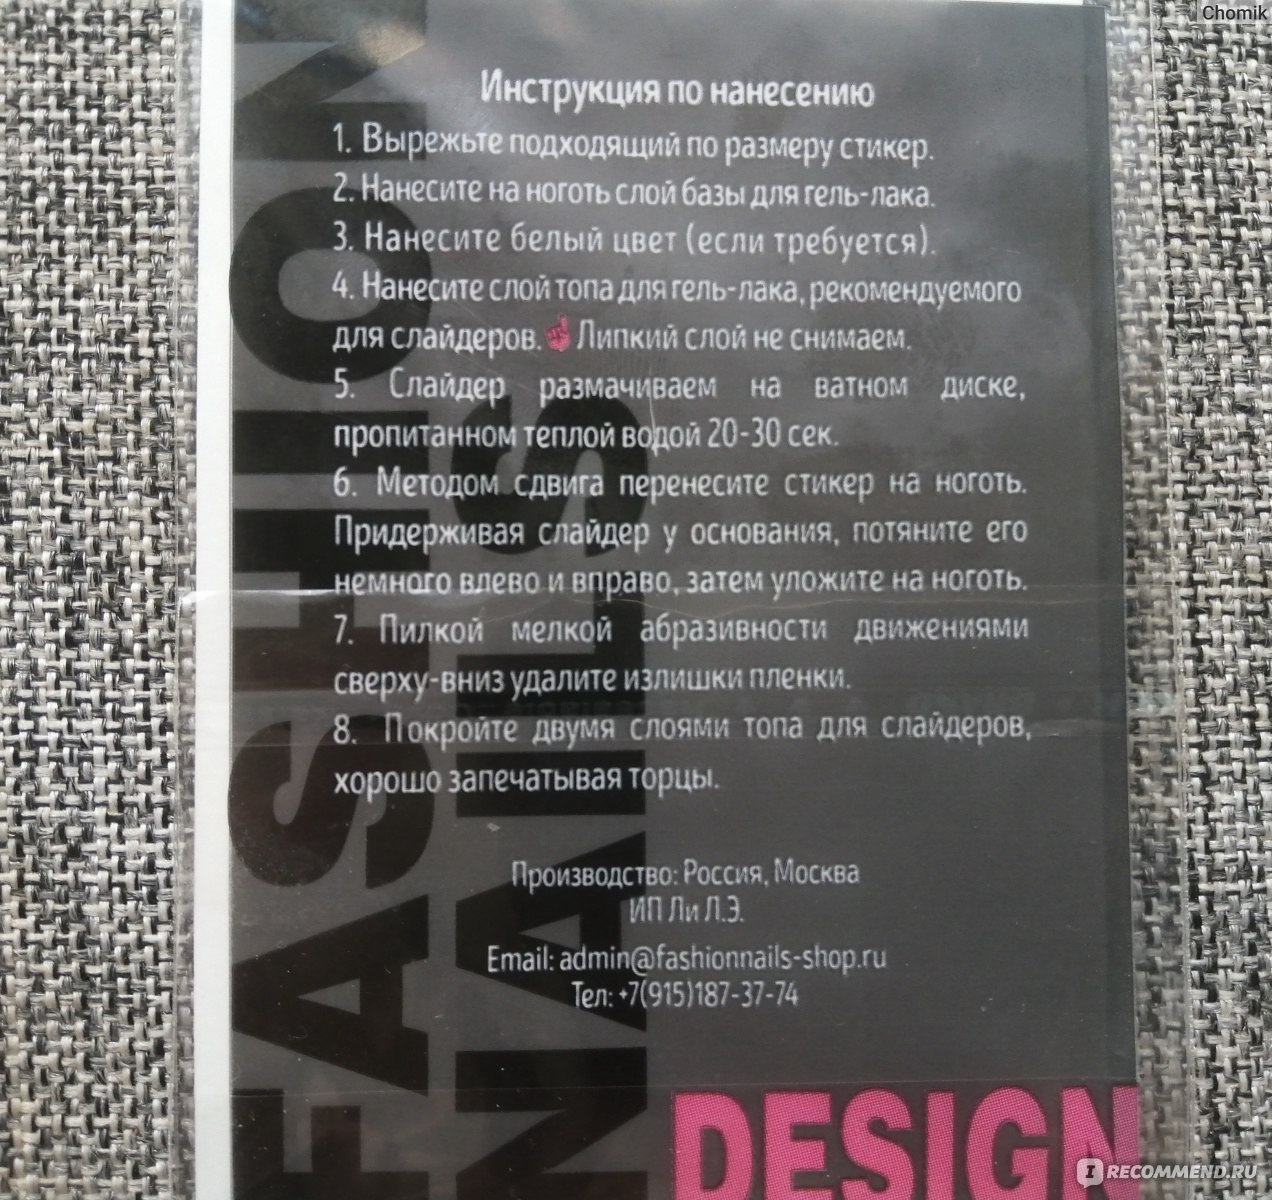 Chomik
Инструкция по нанесению
1. Вырежьте подходящий по размеру стикер.
2. Нанесите на ноготь слой базы для гель-лака.
3. Нанесите белый цвет (если требуется).
4. Нанесите слой топа для гель-лака, рекомендуемого
для слайдеров. Липкий слой не снимаем.
5. Слайдер размачиваем на ватном диске,
пропитанном теплой водой 20-30 сек.
6. Методом сдвига перенесите стикер на ноготь.
Придерживая слайдер у основания, потяните его
немного влево и вправо, затем уложите на ноготь.
7. Пилкой мелкой абразивности движениями
сверху-вниз удалите излишки пленки.
8. Покройте двумя слоями топа для слайдеров,
хорошо запечатывая торцы.
Производство: Россия, Москва
ИП Ли Л.Э.
Email: admin@fashionnails-shop.ru
Тел: +7(915)187-37-74
FASHION
NAILS
DESIGN
IRECOMMEND.RU